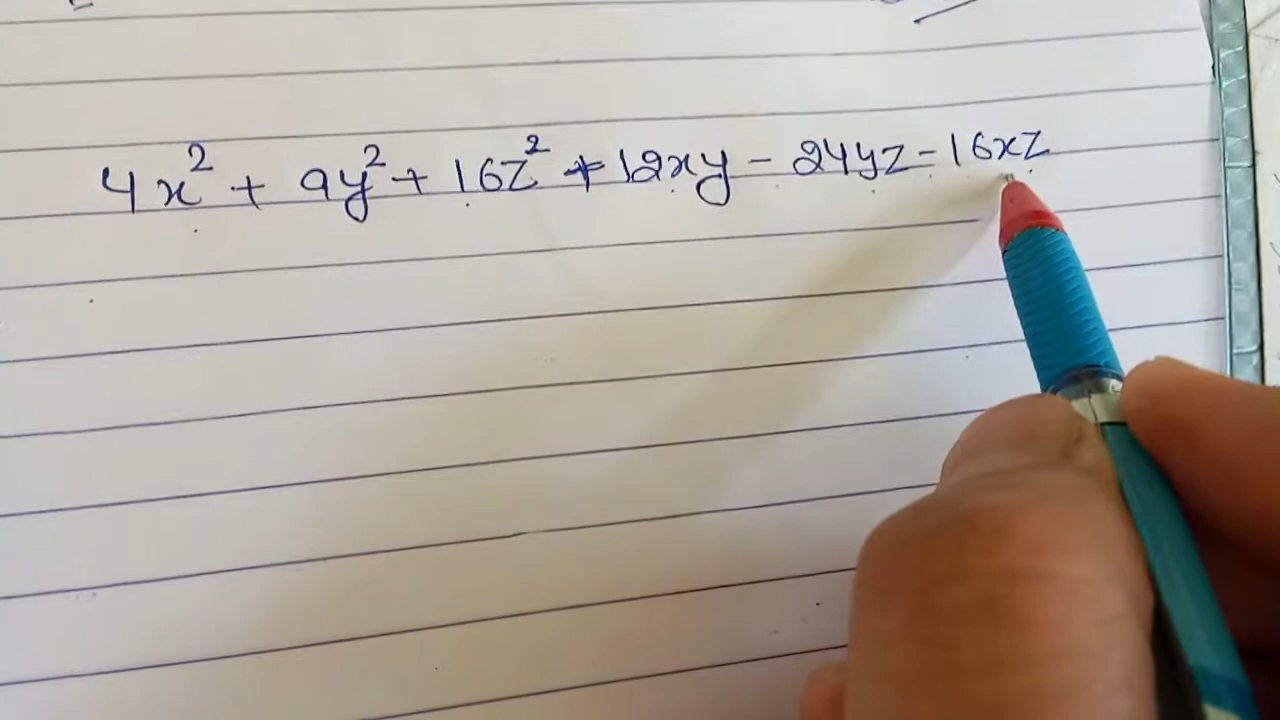 4x² + 9y² + 16z² + 12xy - 24yz - 16xz